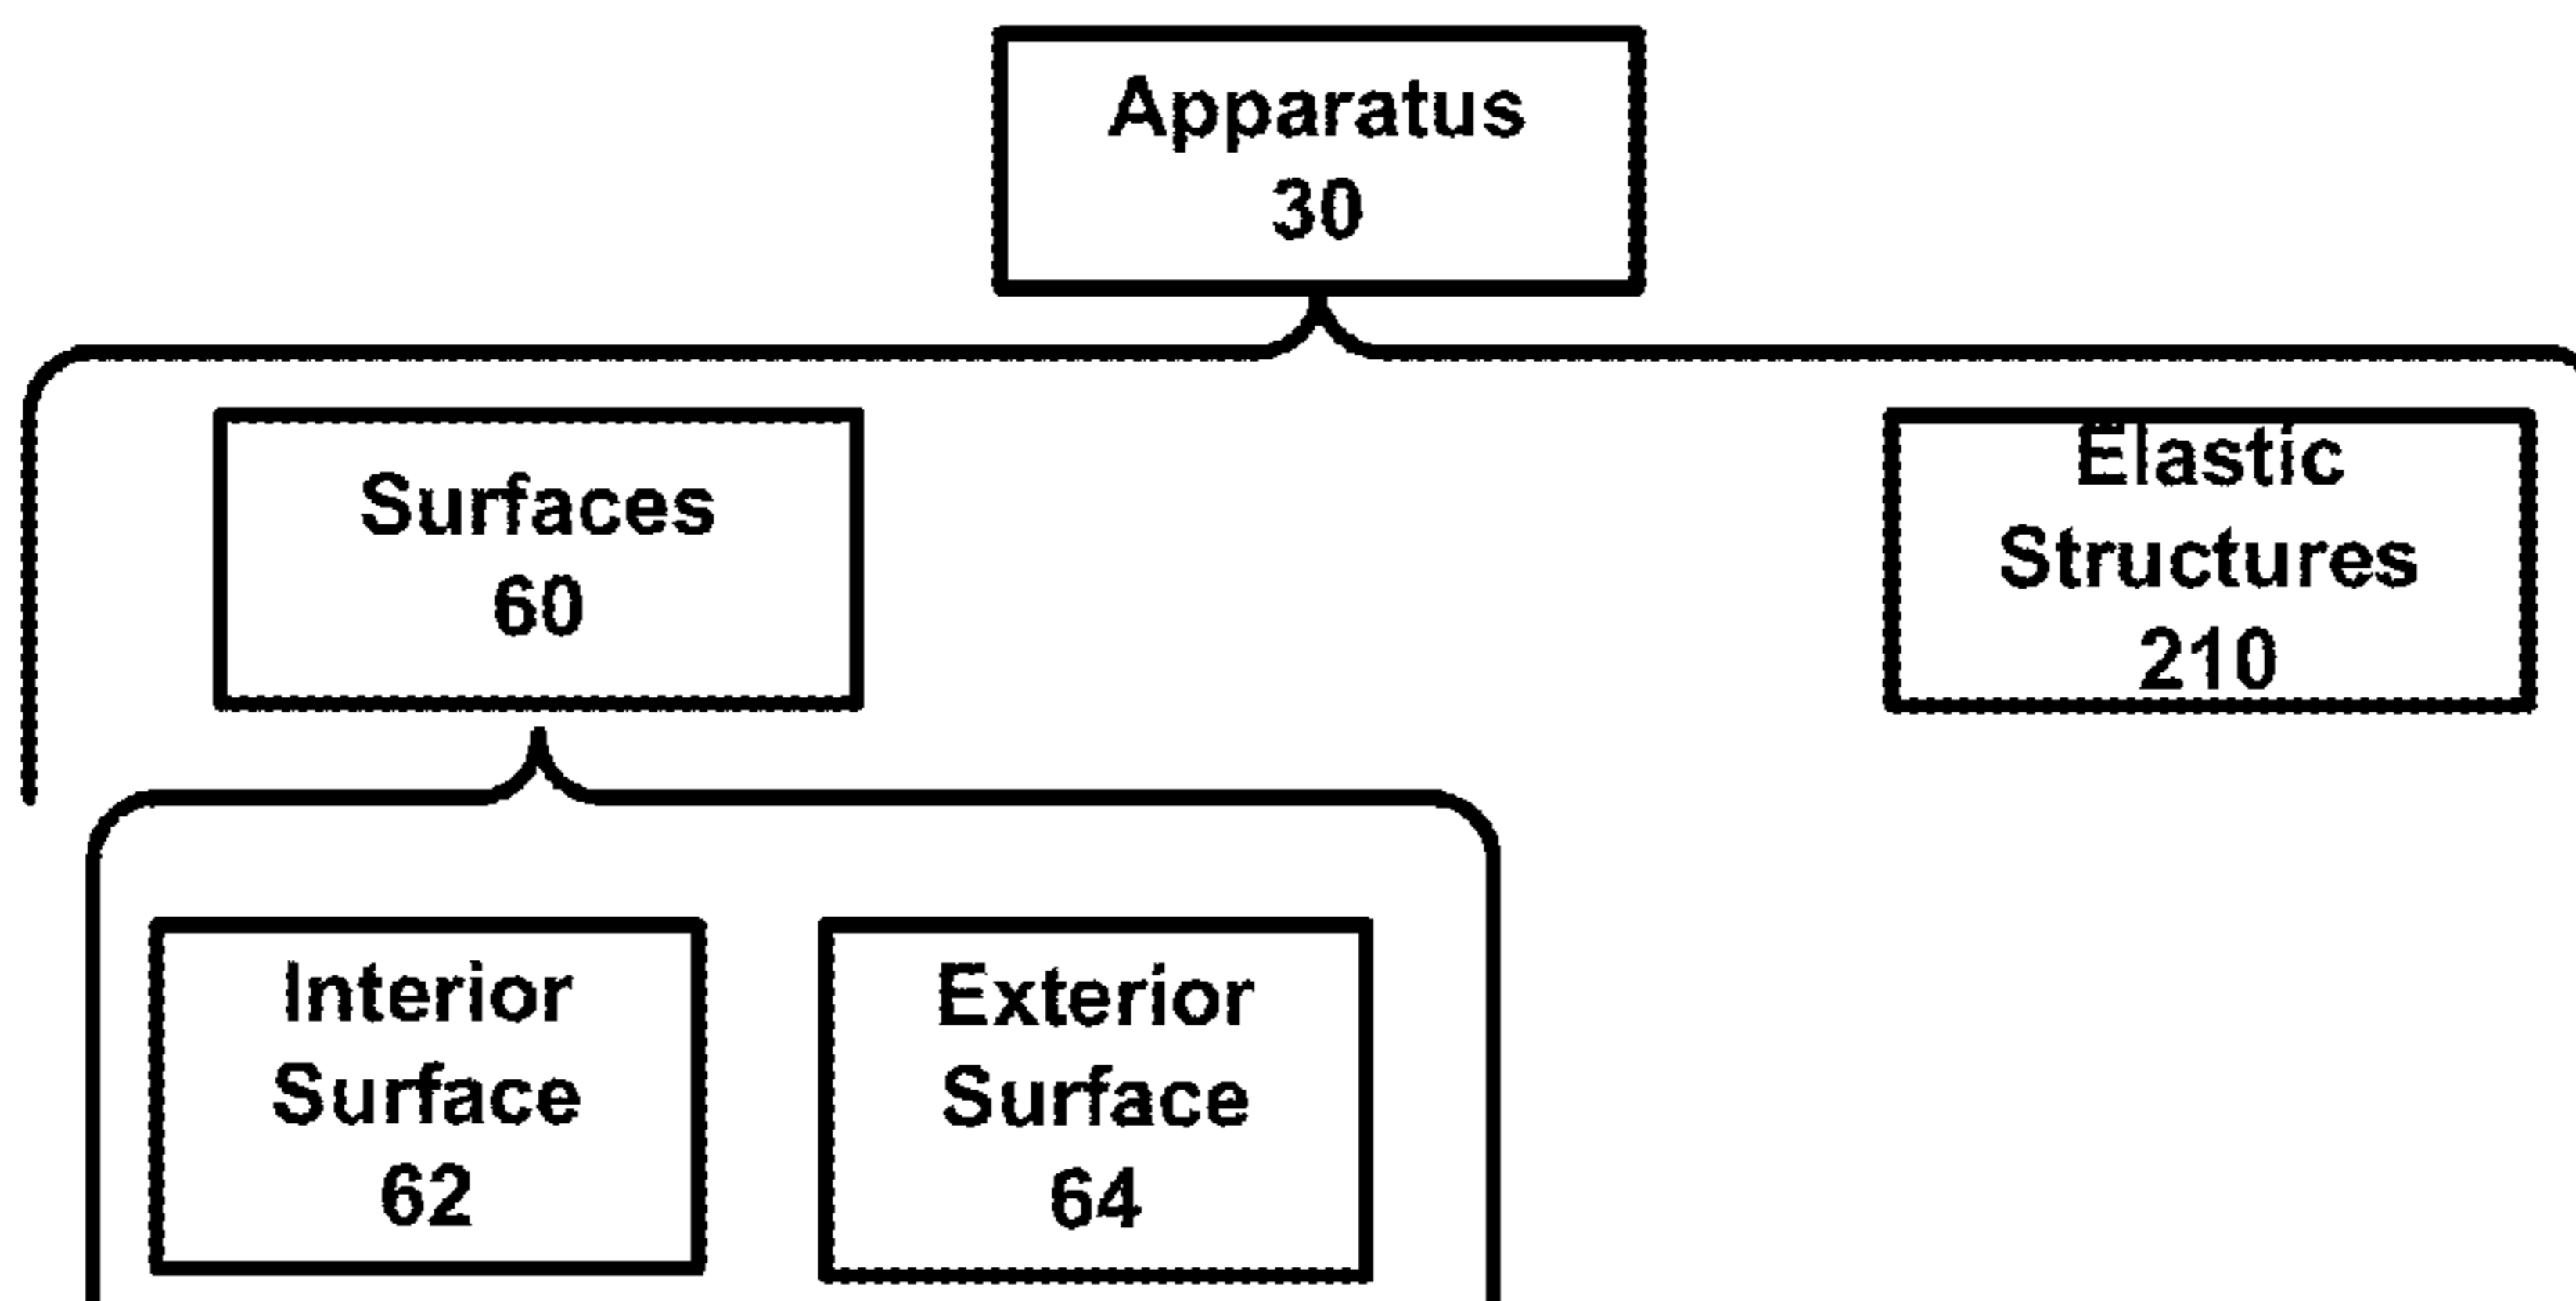 Apparatus
30
Surfaces
60
Elastic
Structures
210
Interior
Surface
62
Exterior
Surface
64